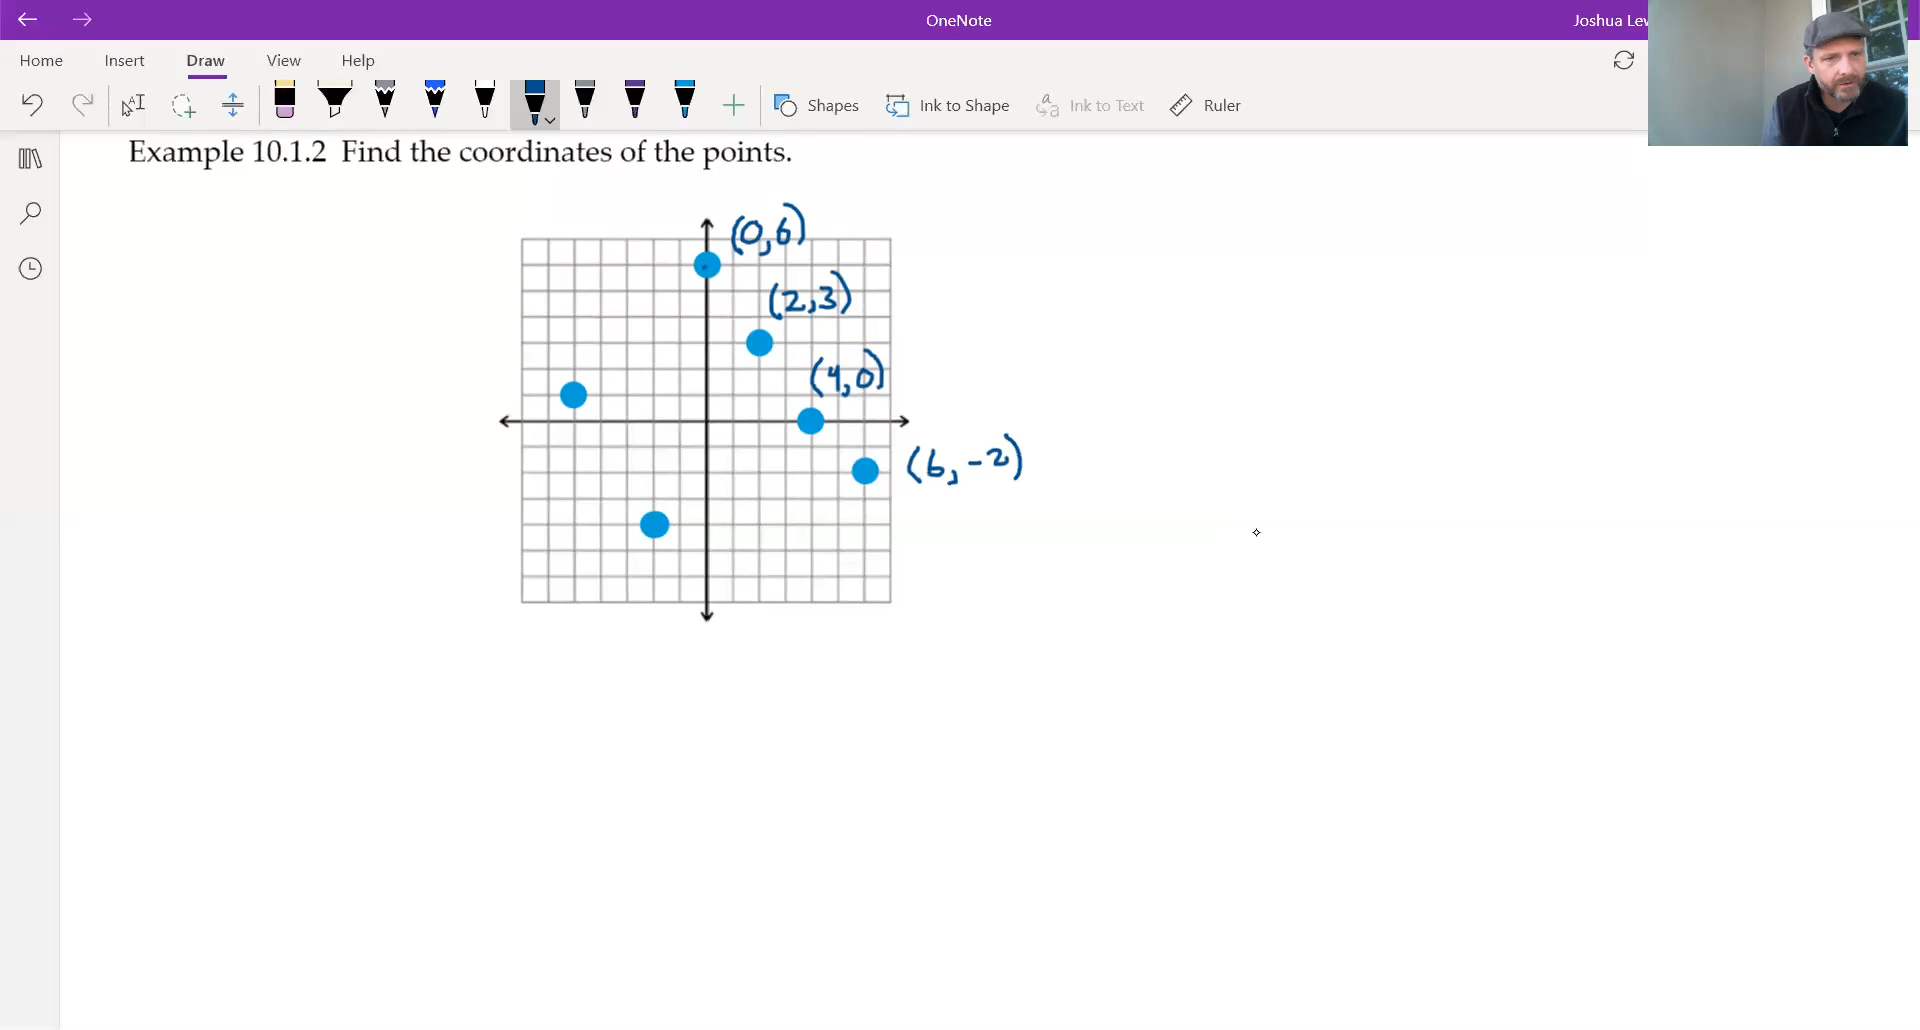 OneNote
Joshua Lew
Home Insert Draw View Help
Shapes Ink to Shape Ink to Text Ruler
Example 10.1.2 Find the coordinates of the points.
(0,6)
(2,3)
(4,0)
(6,-2)